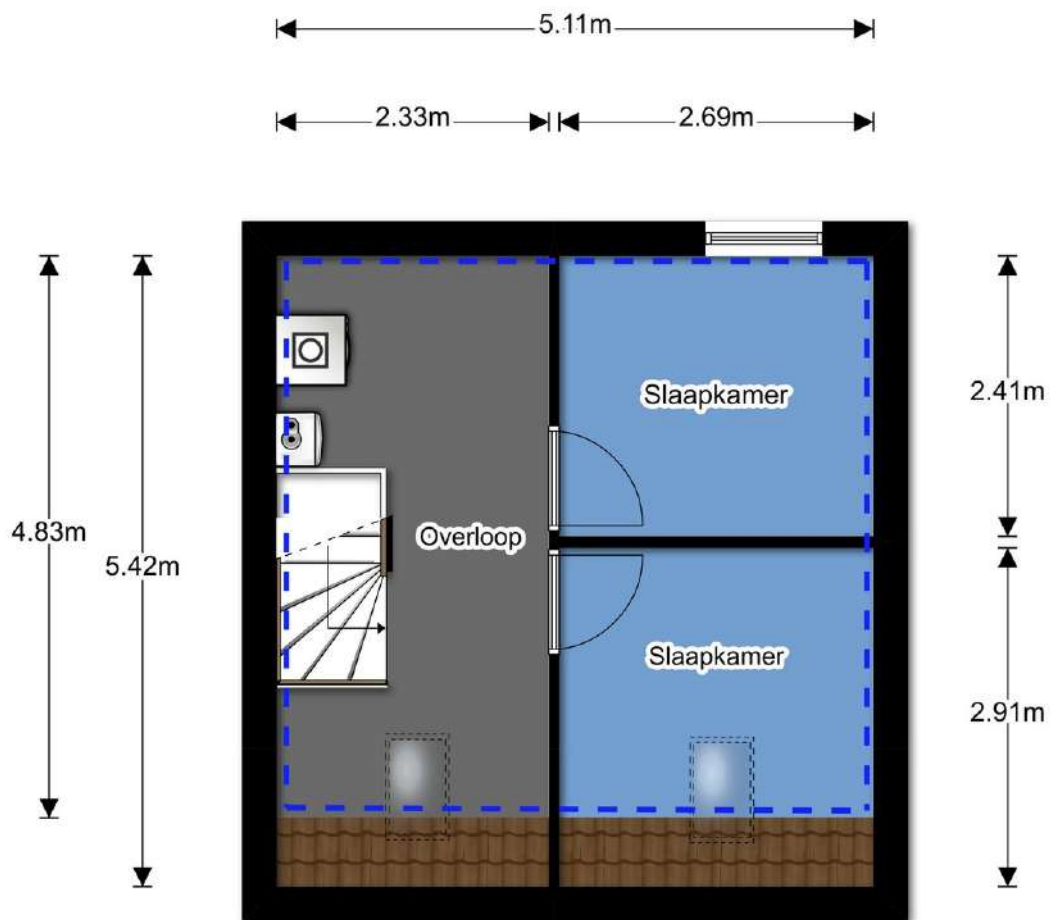 5.11m
2.33m
2.69m
Slaapkamer
2.41m
4.83m
Overloop
5.42m
Slaapkamer
2.91m